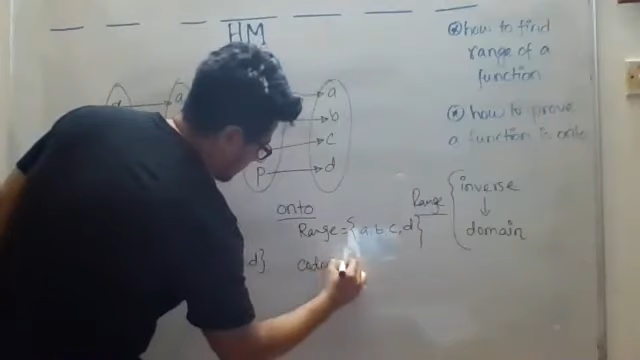 HM
* how to find
range of a
function
* how to prove
a function is onto
a
a
a
b
c
p
d
onto
Range = {a, b c, d}
d}
Range
inverse
↓
domain